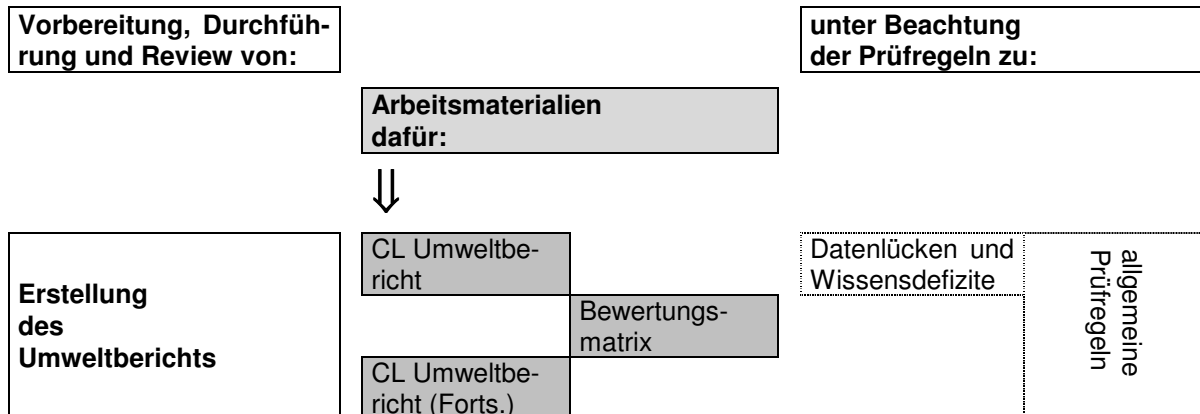 Vorbereitung, Durchfüh-
rung und Review von:
unter Beachtung
der Prüfregeln zu:
Arbeitsmaterialien
dafür:
⇓
Erstellung
des
Umweltberichts
CL Umweltbe-
richt
Bewertungs-
matrix
CL Umweltbe-
richt (Forts.)
Datenlücken und
Wissensdefizite
allgemeine
Prüfregeln